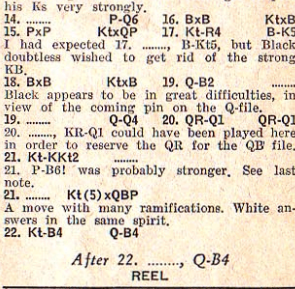 his Ks very strongly.
14. ........ P-Q6 16. BxB KtxB
15. PxP KtxQP 17. Kt-R4 B-K5
I had expected 17. ........, B-Kt5, but Black
doubtless wished to get rid of the strong
KB.
18. BxB KtxB 19. Q-B2 ........
Black appears to be in great difficulties, in
view of the coming pin on the Q-file.
19. ........ Q-Q4 20. QR-Q1 QR-Q1
20. ........, KR-Q1 could have been played here
in order to reserve the QR for the QB file.
21. Kt-KKt2 ........
21. P-B6! was probably stronger. See last
note.
21. ........ Kt(5)xQBP
A move with many ramifications. White an-
swers in the same spirit.
22. Kt-B4 Q-B4
After 22. ........, Q-B4
REEL